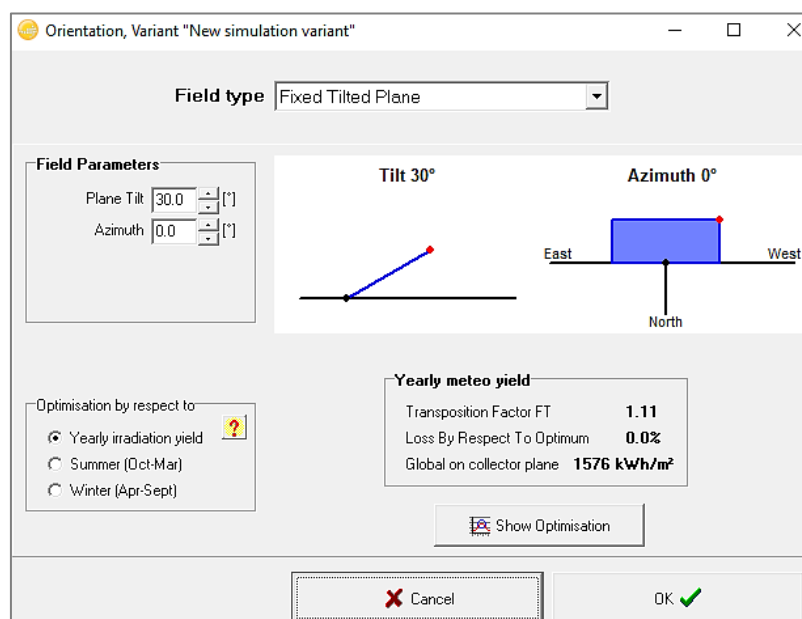 Orientation, Variant "New simulation variant"
Field type Fixed Tilted Plane
Field Parameters
Plane Tilt 30.0 [°]
Azimuth 0.0 [°]
Tilt 30°
Azimuth 0°
East
West
North
Optimisation by respect to
?
Yearly irradiation yield
Summer (Oct-Mar)
Winter (Apr-Sept)
Yearly meteo yield
Transposition Factor FT 1.11
Loss By Respect To Optimum 0.0%
Global on collector plane 1576 kWh/m²
Show Optimisation
Cancel
OK